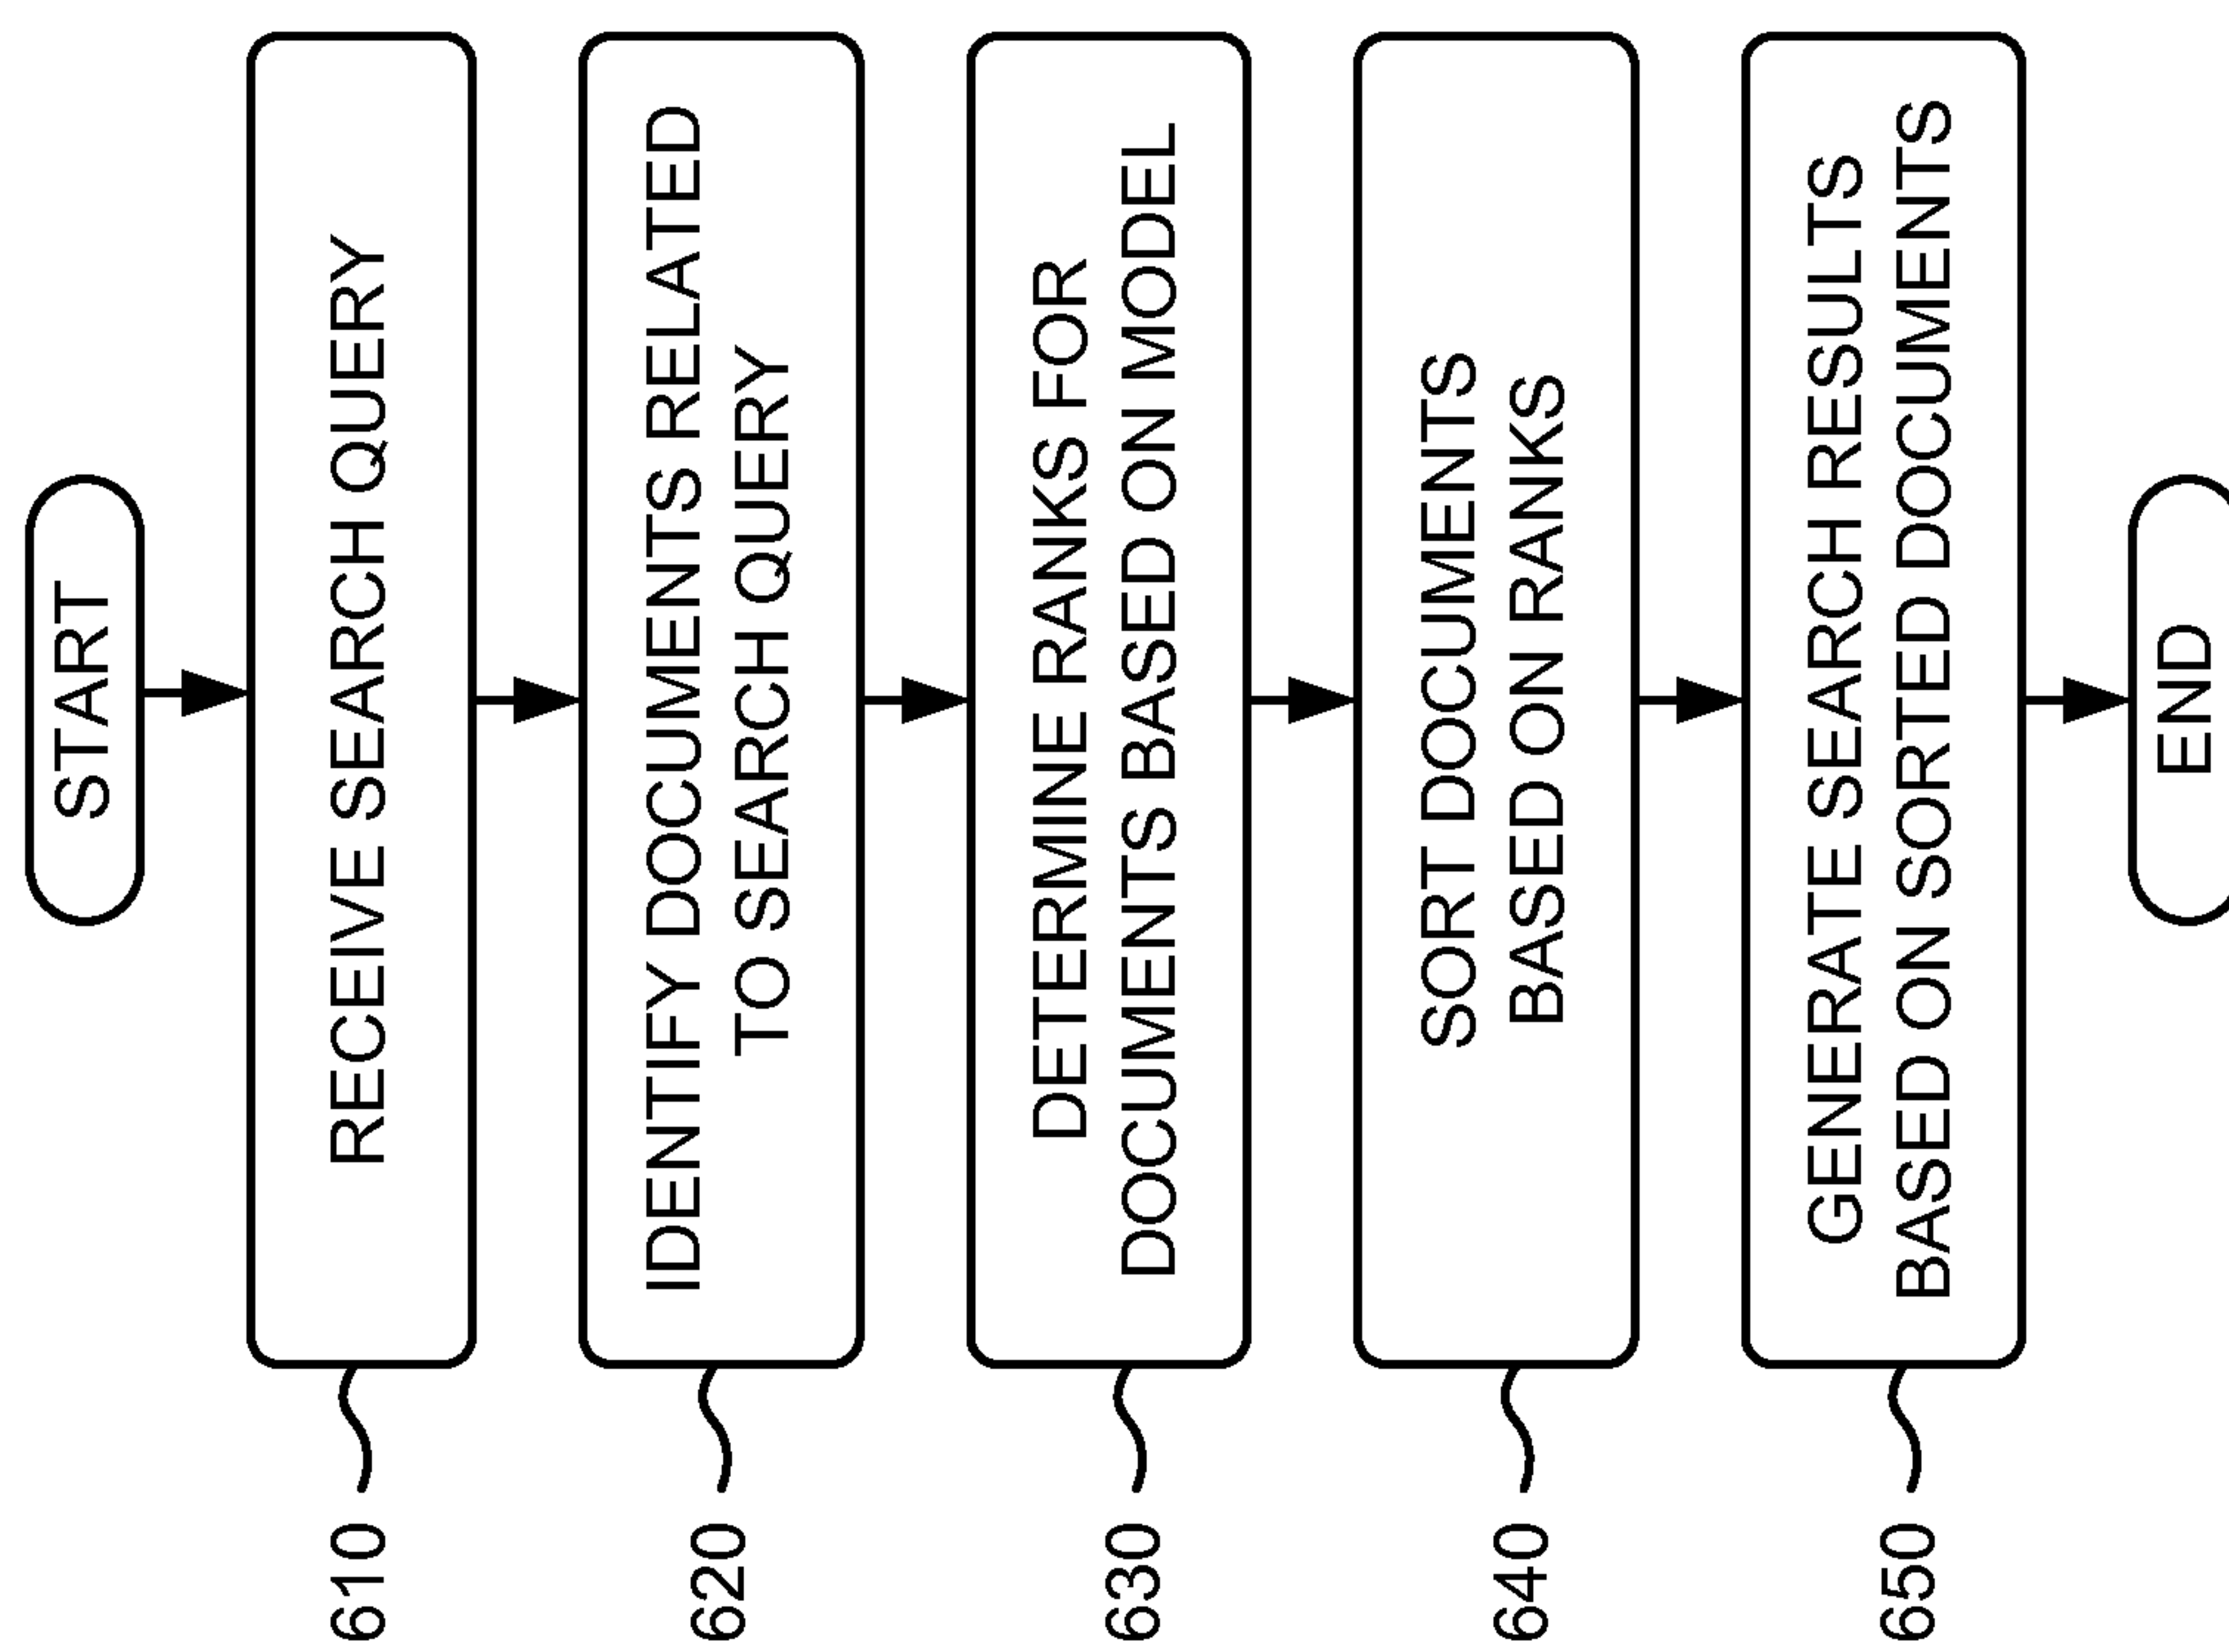 START
610
RECEIVE SEARCH QUERY
620
IDENTIFY DOCUMENTS RELATED
TO SEARCH QUERY
630
DETERMINE RANKS FOR
DOCUMENTS BASED ON MODEL
640
SORT DOCUMENTS
BASED ON RANKS
650
GENERATE SEARCH RESULTS
BASED ON SORTED DOCUMENTS
END